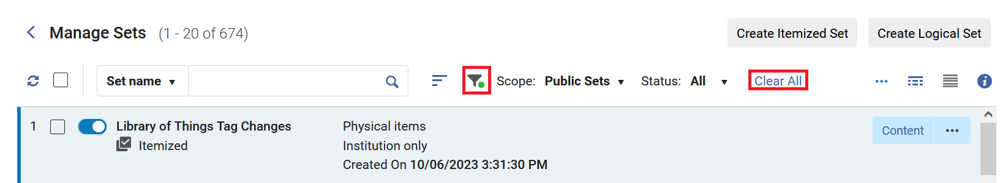 Manage Sets (1 - 20 of 674)
Create Itemized Set
Create Logical Set
Set name
Scope: Public Sets
Status: All
Clear All
1
Library of Things Tag Changes
Itemized
Physical items
Institution only
Created On 10/06/2023 3:31:30 PM
Content